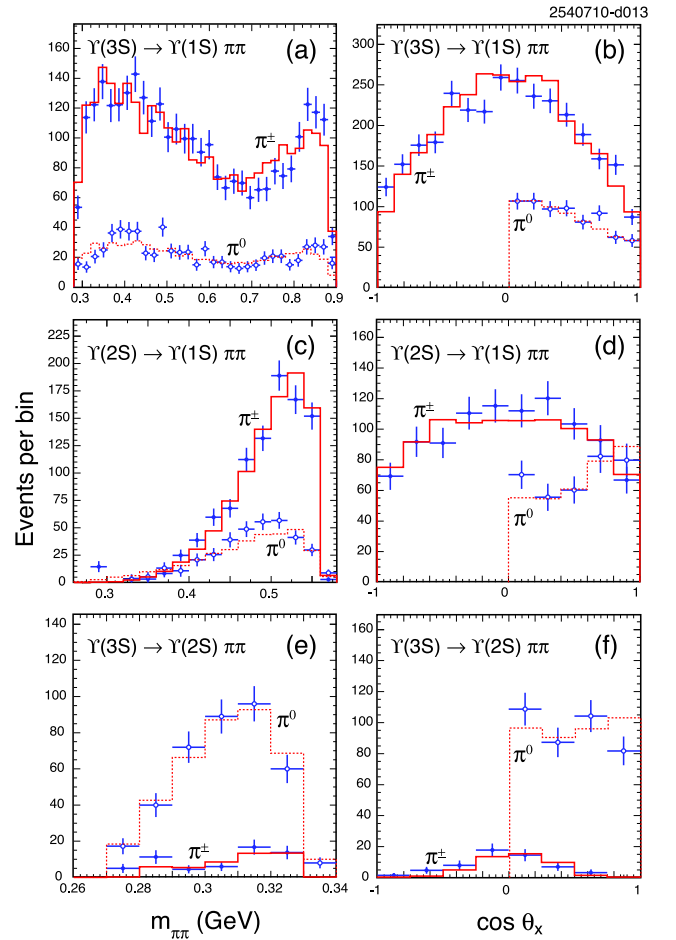 2540710-d013
ϒ(3S) → ϒ(1S) ππ (a)
160
140
120
100
80
60
40
20
0
π±
π⁰
0.3 0.4 0.5 0.6 0.7 0.8 0.9
ϒ(3S) → ϒ(1S) ππ (b)
300
250
200
150
100
50
0
π±
π⁰
-1 0 1
ϒ(2S) → ϒ(1S) ππ (c)
225
200
175
150
125
100
75
50
25
0
π±
π⁰
0.3 0.4 0.5
ϒ(2S) → ϒ(1S) ππ (d)
160
140
120
100
80
60
40
20
0
π±
π⁰
-1 0 1
Events per bin
ϒ(3S) → ϒ(2S) ππ (e)
140
120
100
80
60
40
20
0
π⁰
π±
0.26 0.28 0.3 0.32 0.34
mππ (GeV)
ϒ(3S) → ϒ(2S) ππ (f)
160
140
120
100
80
60
40
20
0
π⁰
π±
-1 0 1
cos θx